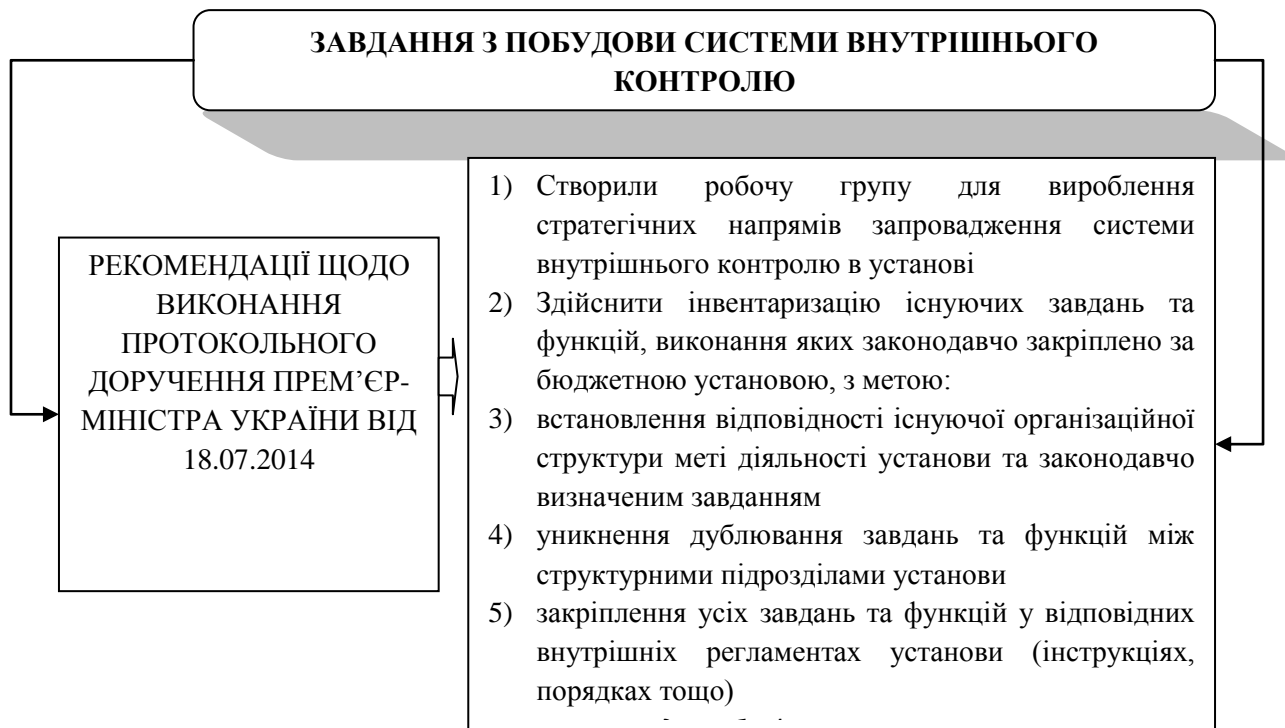 ЗАВДАННЯ З ПОБУДОВИ СИСТЕМИ ВНУТРІШНЬОГО
КОНТРОЛЮ
РЕКОМЕНДАЦІЇ ЩОДО
ВИКОНАННЯ
ПРОТОКОЛЬНОГО
ДОРУЧЕННЯ ПРЕМ’ЄР-
МІНІСТРА УКРАЇНИ ВІД
18.07.2014
1) Створили робочу групу для вироблення
стратегічних напрямів запровадження системи
внутрішнього контролю в установі
2) Здійснити інвентаризацію існуючих завдань та
функцій, виконання яких законодавчо закріплено за
бюджетною установою, з метою:
3) встановлення відповідності існуючої організаційної
структури меті діяльності установи та законодавчо
визначеним завданням
4) уникнення дублювання завдань та функцій між
структурними підрозділами установи
5) закріплення усіх завдань та функцій у відповідних
внутрішніх регламентах установи (інструкціях,
порядках тощо)